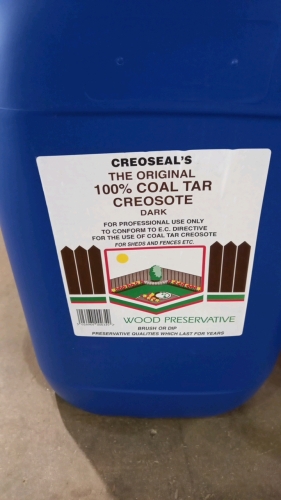 CREOSEAL'S
THE ORIGINAL
100% COAL TAR
CREOSOTE
DARK
FOR PROFESSIONAL USE ONLY
TO CONFORM TO E.C. DIRECTIVE
FOR THE USE OF COAL TAR CREOSOTE
FOR SHEDS AND FENCES ETC.
WOOD PRESERVATIVE
BRUSH OR DIP
PRESERVATIVE QUALITIES WHICH LAST FOR YEARS